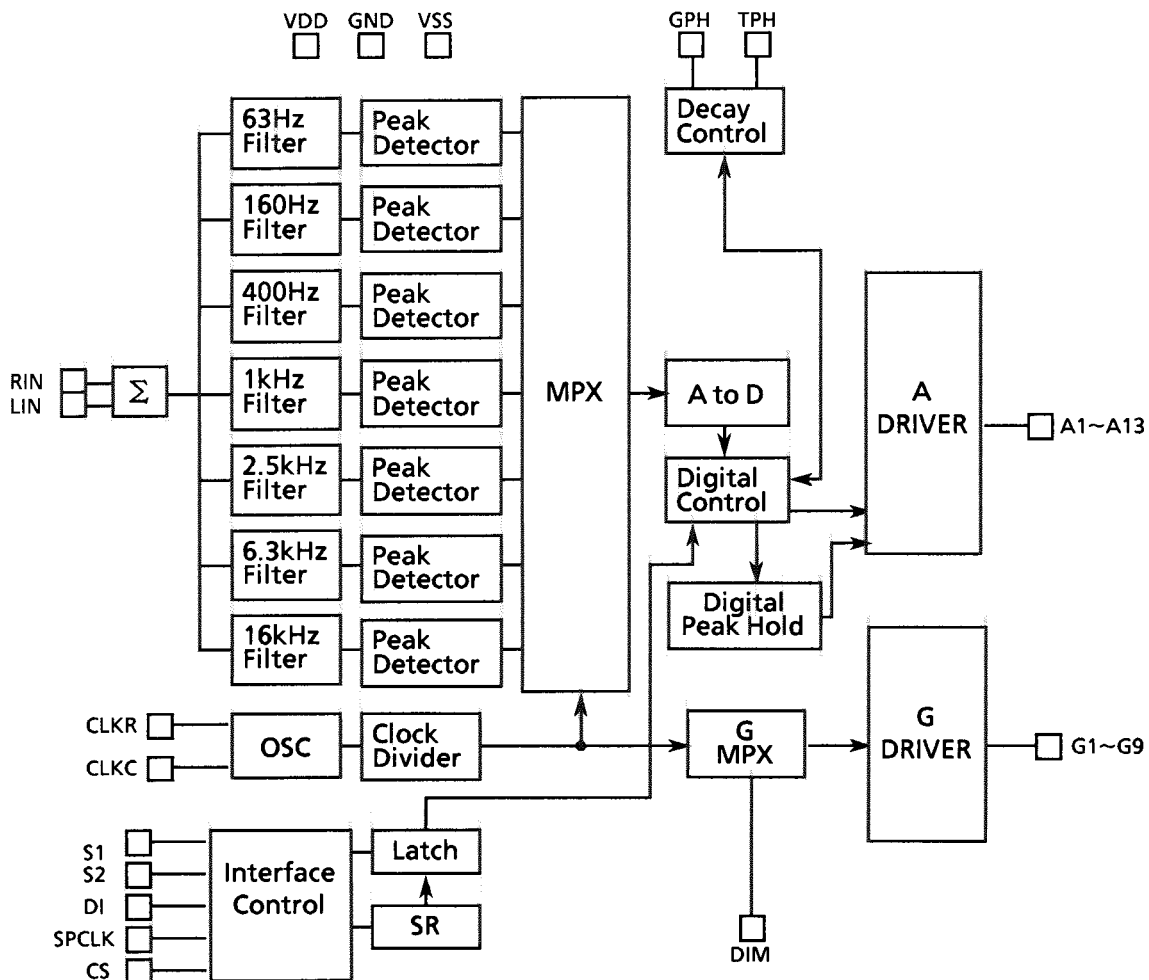 VDD GND VSS
GPH TPH
63Hz
Filter
Peak
Detector
Decay
Control
160Hz
Filter
Peak
Detector
400Hz
Filter
Peak
Detector
RIN
LIN
Σ
1kHz
Filter
Peak
Detector
MPX
A to D
A
DRIVER
A1~A13
2.5kHz
Filter
Peak
Detector
Digital
Control
6.3kHz
Filter
Peak
Detector
Digital
Peak Hold
16kHz
Filter
Peak
Detector
CLKR
CLKC
OSC
Clock
Divider
G
MPX
G
DRIVER
G1~G9
S1
S2
DI
SPCLK
CS
Interface
Control
Latch
SR
DIM